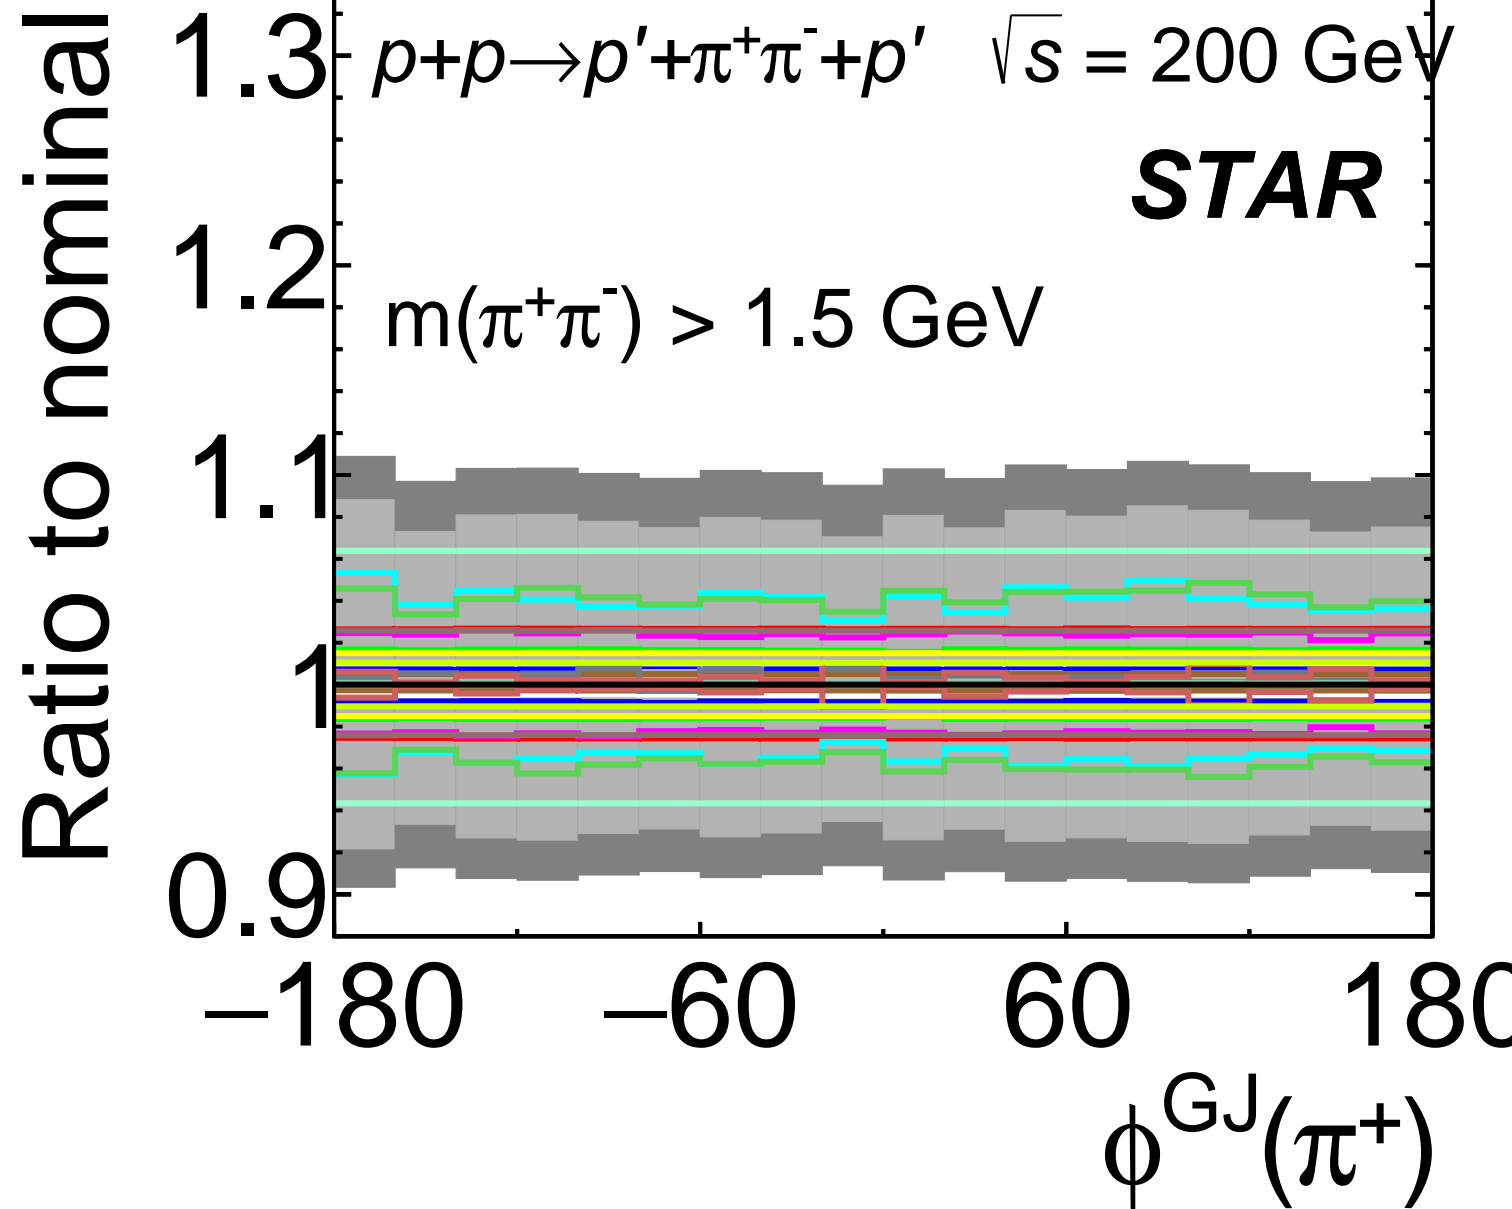 Ratio to nominal
1.3
p+p→p′+π⁺π⁻+p′ √s = 200 GeV
STAR
1.2
m(π⁺π⁻) > 1.5 GeV
1.1
1
0.9
−180 −60 60 180
ϕ^GJ(π⁺)